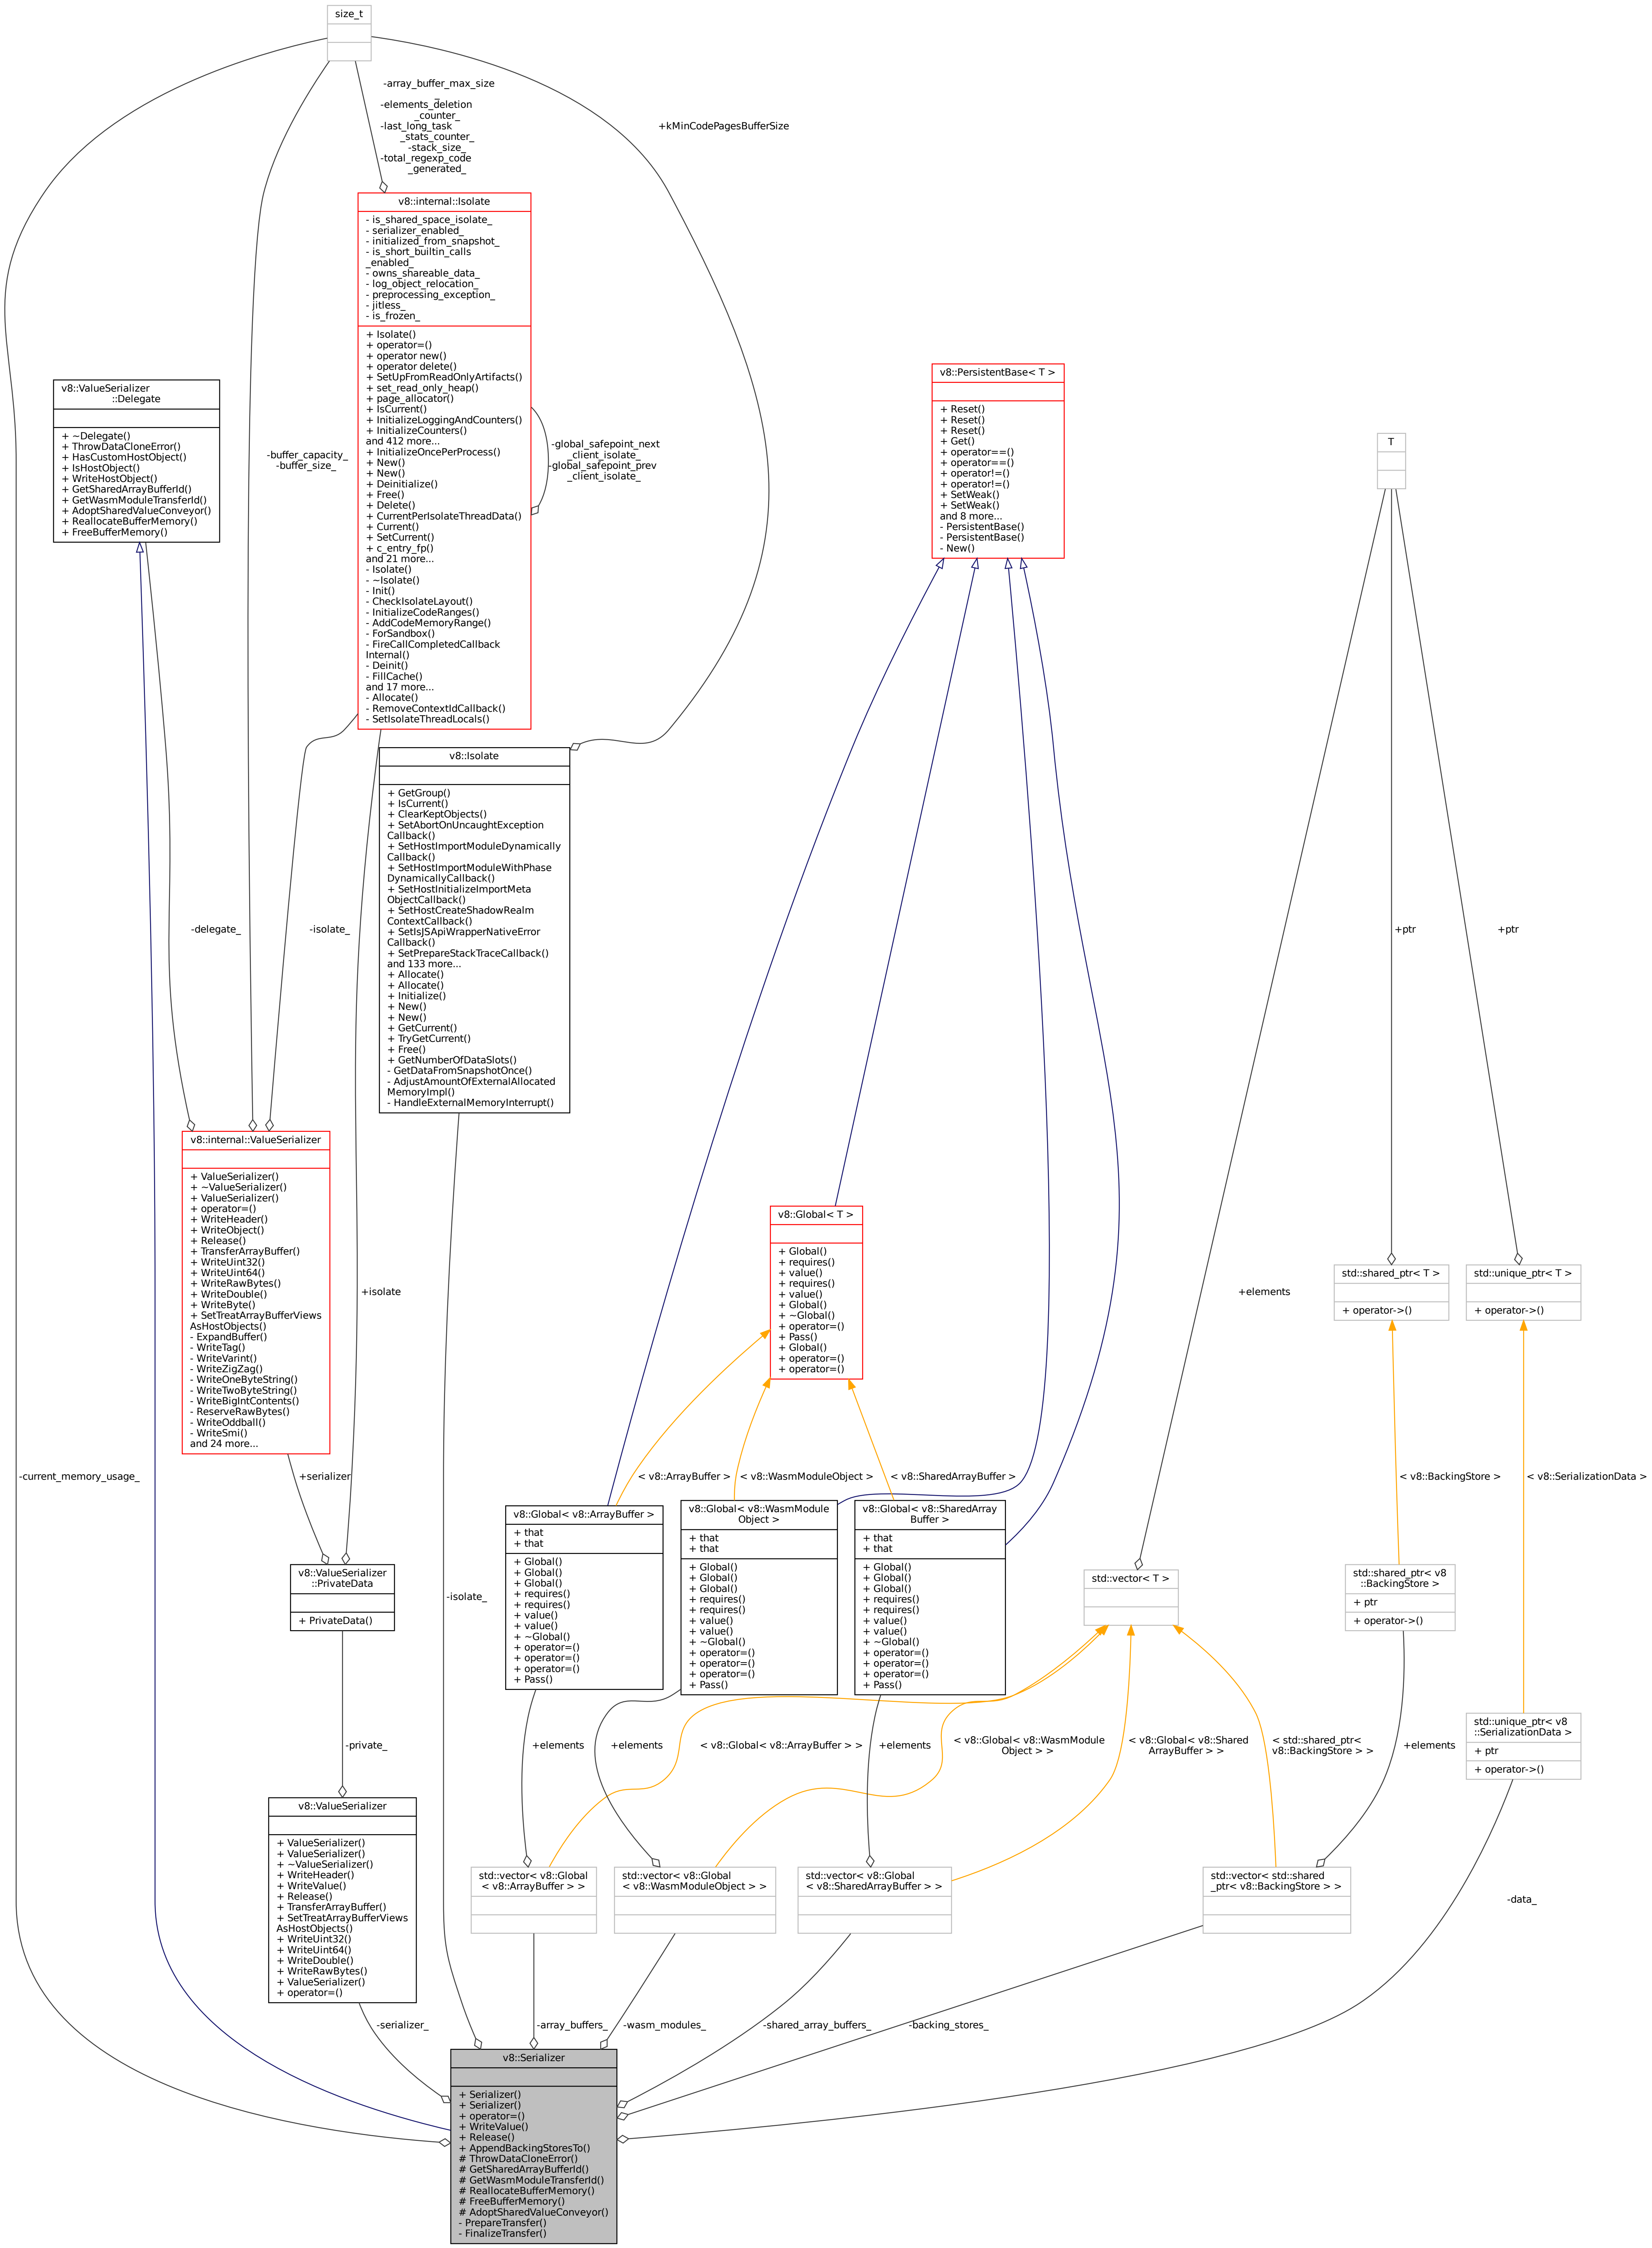 size_t
-array_buffer_max_size
_
-elements_deletion
_counter_
-last_long_task
_stats_counter_
-stack_size_
-total_regexp_code
_generated_
+kMinCodePagesBufferSize
v8::internal::Isolate
- is_shared_space_isolate_
- serializer_enabled_
- initialized_from_snapshot_
- is_short_builtin_calls
_enabled_
- owns_shareable_data_
- log_object_relocation_
- preprocessing_exception_
- jitless_
- is_frozen_
+ Isolate()
+ operator=()
+ operator new()
+ operator delete()
+ SetUpFromReadOnlyArtifacts()
+ set_read_only_heap()
+ page_allocator()
+ IsCurrent()
+ InitializeLoggingAndCounters()
+ InitializeCounters()
and 412 more...
+ InitializeOncePerProcess()
+ New()
+ New()
+ Deinitialize()
+ Free()
+ Delete()
+ CurrentPerIsolateThreadData()
+ Current()
+ SetCurrent()
+ c_entry_fp()
and 21 more...
- Isolate()
- ~Isolate()
- Init()
- CheckIsolateLayout()
- InitializeCodeRanges()
- AddCodeMemoryRange()
- ForSandbox()
- FireCallCompletedCallback
Internal()
- Deinit()
- FillCache()
and 17 more...
- Allocate()
- RemoveContextIdCallback()
- SetIsolateThreadLocals()
-global_safepoint_next
_client_isolate_
-global_safepoint_prev
_client_isolate_
v8::ValueSerializer
::Delegate
+ ~Delegate()
+ ThrowDataCloneError()
+ HasCustomHostObject()
+ IsHostObject()
+ WriteHostObject()
+ GetSharedArrayBufferId()
+ GetWasmModuleTransferId()
+ AdoptSharedValueConveyor()
+ ReallocateBufferMemory()
+ FreeBufferMemory()
-buffer_capacity_
-buffer_size_
v8::PersistentBase< T >
+ Reset()
+ Reset()
+ Reset()
+ Get()
+ operator==()
+ operator==()
+ operator!=()
+ operator!=()
+ SetWeak()
+ SetWeak()
and 8 more...
- PersistentBase()
- PersistentBase()
- New()
T
v8::Isolate
+ GetGroup()
+ IsCurrent()
+ ClearKeptObjects()
+ SetAbortOnUncaughtException
Callback()
+ SetHostImportModuleDynamically
Callback()
+ SetHostImportModuleWithPhase
DynamicallyCallback()
+ SetHostInitializeImportMeta
ObjectCallback()
+ SetHostCreateShadowRealm
ContextCallback()
+ SetIsJSApiWrapperNativeError
Callback()
+ SetPrepareStackTraceCallback()
and 133 more...
+ Allocate()
+ Allocate()
+ Initialize()
+ New()
+ New()
+ GetCurrent()
+ TryGetCurrent()
+ Free()
+ GetNumberOfDataSlots()
- GetDataFromSnapshotOnce()
- AdjustAmountOfExternalAllocated
MemoryImpl()
- HandleExternalMemoryInterrupt()
-delegate_
-isolate_
+ptr
+ptr
v8::internal::ValueSerializer
+ ValueSerializer()
+ ~ValueSerializer()
+ ValueSerializer()
+ operator=()
+ WriteHeader()
+ WriteObject()
+ Release()
+ TransferArrayBuffer()
+ WriteUint32()
+ WriteUint64()
+ WriteRawBytes()
+ WriteDouble()
+ WriteByte()
+ SetTreatArrayBufferViews
AsHostObjects()
- ExpandBuffer()
- WriteTag()
- WriteVarint()
- WriteZigZag()
- WriteOneByteString()
- WriteTwoByteString()
- WriteBigIntContents()
- ReserveRawBytes()
- WriteOddball()
- WriteSmi()
and 24 more...
+isolate
v8::Global< T >
+ Global()
+ requires()
+ value()
+ requires()
+ value()
+ Global()
+ ~Global()
+ operator=()
+ Pass()
+ Global()
+ operator=()
+ operator=()
+elements
std::shared_ptr< T >
+ operator->()
std::unique_ptr< T >
+ operator->()
-current_memory_usage_
+serializer
< v8::ArrayBuffer >
< v8::WasmModuleObject >
< v8::SharedArrayBuffer >
< v8::BackingStore >
< v8::SerializationData >
v8::ValueSerializer
::PrivateData
+ PrivateData()
-isolate_
v8::Global< v8::ArrayBuffer >
+ that
+ that
+ Global()
+ Global()
+ Global()
+ requires()
+ requires()
+ value()
+ value()
+ ~Global()
+ operator=()
+ operator=()
+ operator=()
+ Pass()
v8::Global< v8::WasmModule
Object >
+ that
+ that
+ Global()
+ Global()
+ Global()
+ requires()
+ requires()
+ value()
+ value()
+ ~Global()
+ operator=()
+ operator=()
+ operator=()
+ Pass()
v8::Global< v8::SharedArray
Buffer >
+ that
+ that
+ Global()
+ Global()
+ Global()
+ requires()
+ requires()
+ value()
+ value()
+ ~Global()
+ operator=()
+ operator=()
+ operator=()
+ Pass()
std::vector< T >
std::shared_ptr< v8
::BackingStore >
+ ptr
+ operator->()
std::unique_ptr< v8
::SerializationData >
+ ptr
+ operator->()
-private_
+elements
+elements
< v8::Global< v8::ArrayBuffer > >
+elements
< v8::Global< v8::WasmModule
Object > >
< v8::Global< v8::Shared
ArrayBuffer > >
< std::shared_ptr<
v8::BackingStore > >
+elements
v8::ValueSerializer
+ ValueSerializer()
+ ValueSerializer()
+ ~ValueSerializer()
+ WriteHeader()
+ WriteValue()
+ Release()
+ TransferArrayBuffer()
+ SetTreatArrayBufferViews
AsHostObjects()
+ WriteUint32()
+ WriteUint64()
+ WriteDouble()
+ WriteRawBytes()
+ ValueSerializer()
+ operator=()
std::vector< v8::Global
< v8::ArrayBuffer > >
std::vector< v8::Global
< v8::WasmModuleObject > >
std::vector< v8::Global
< v8::SharedArrayBuffer > >
std::vector< std::shared
_ptr< v8::BackingStore > >
-data_
-serializer_
-array_buffers_
-wasm_modules_
-shared_array_buffers_
-backing_stores_
v8::Serializer
+ Serializer()
+ Serializer()
+ operator=()
+ WriteValue()
+ Release()
+ AppendBackingStoresTo()
# ThrowDataCloneError()
# GetSharedArrayBufferId()
# GetWasmModuleTransferId()
# ReallocateBufferMemory()
# FreeBufferMemory()
# AdoptSharedValueConveyor()
- PrepareTransfer()
- FinalizeTransfer()